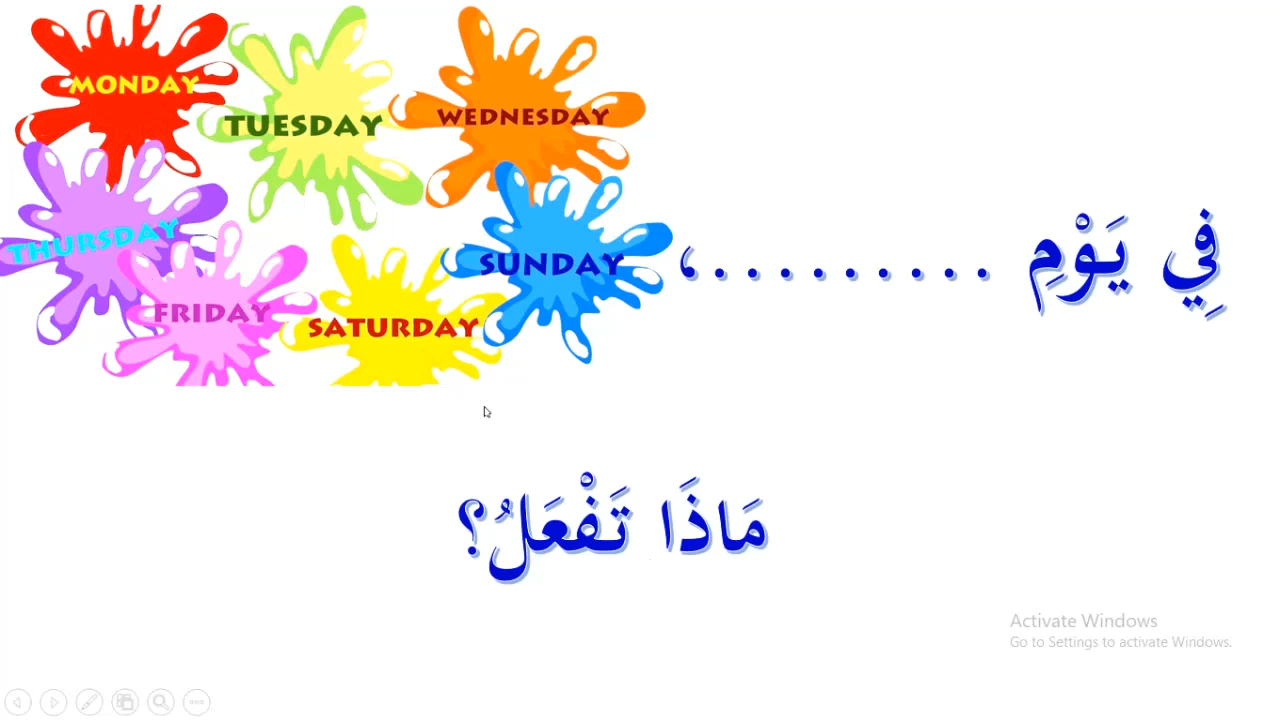 MONDAY
TUESDAY
WEDNESDAY
THURSDAY
FRIDAY
SATURDAY
SUNDAY
فِي يَوْمِ ..........،
مَاذَا تَفْعَلُ؟
Activate Windows
Go to Settings to activate Windows.